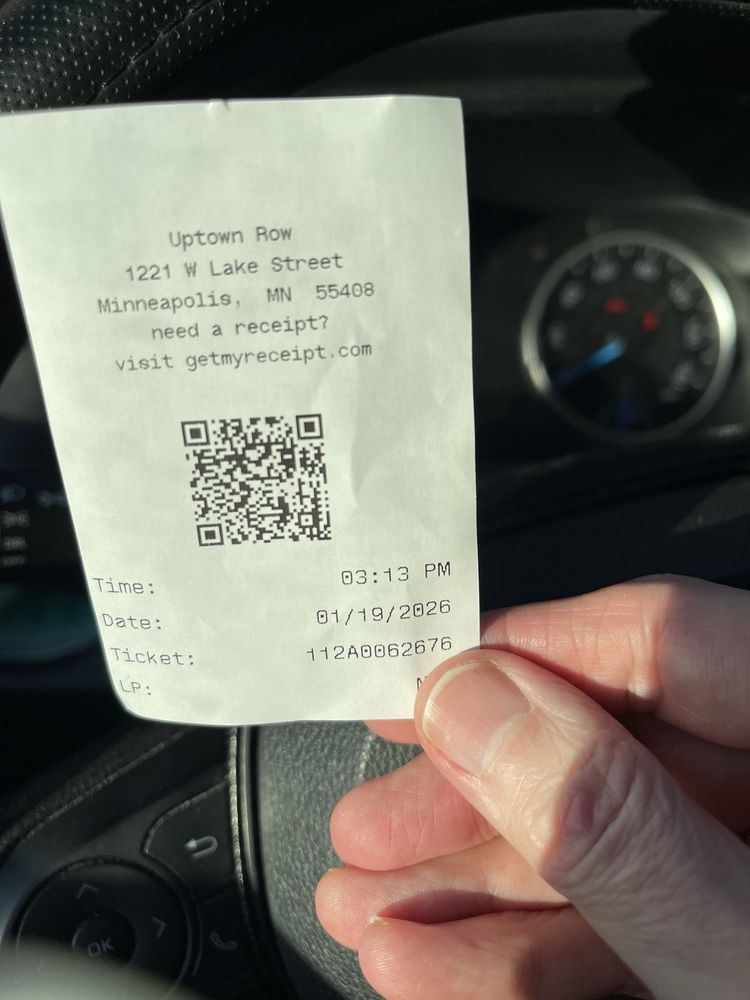 Uptown Row
1221 W Lake Street
Minneapolis, MN 55408
need a receipt?
visit getmyreceipt.com
Time: 03:13 PM
Date: 01/19/2026
Ticket: 112A0062676
LP:
OK